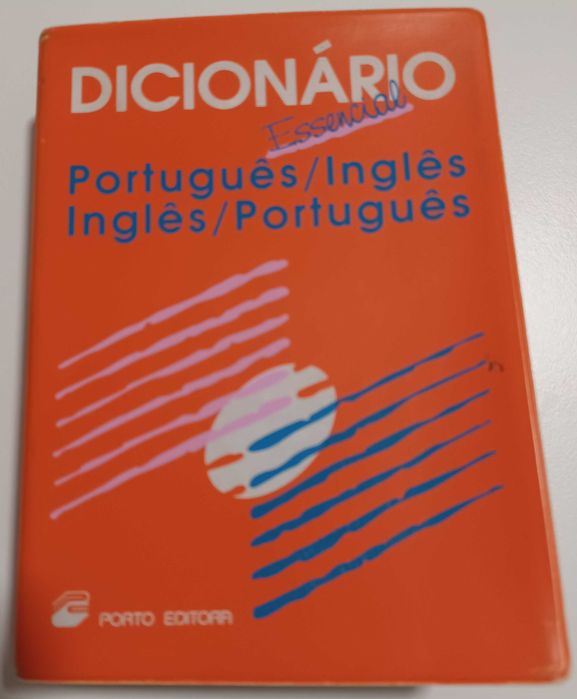 DICIONÁRIO
Essencial
Português/Inglês
Inglês/Português
PORTO EDITORA